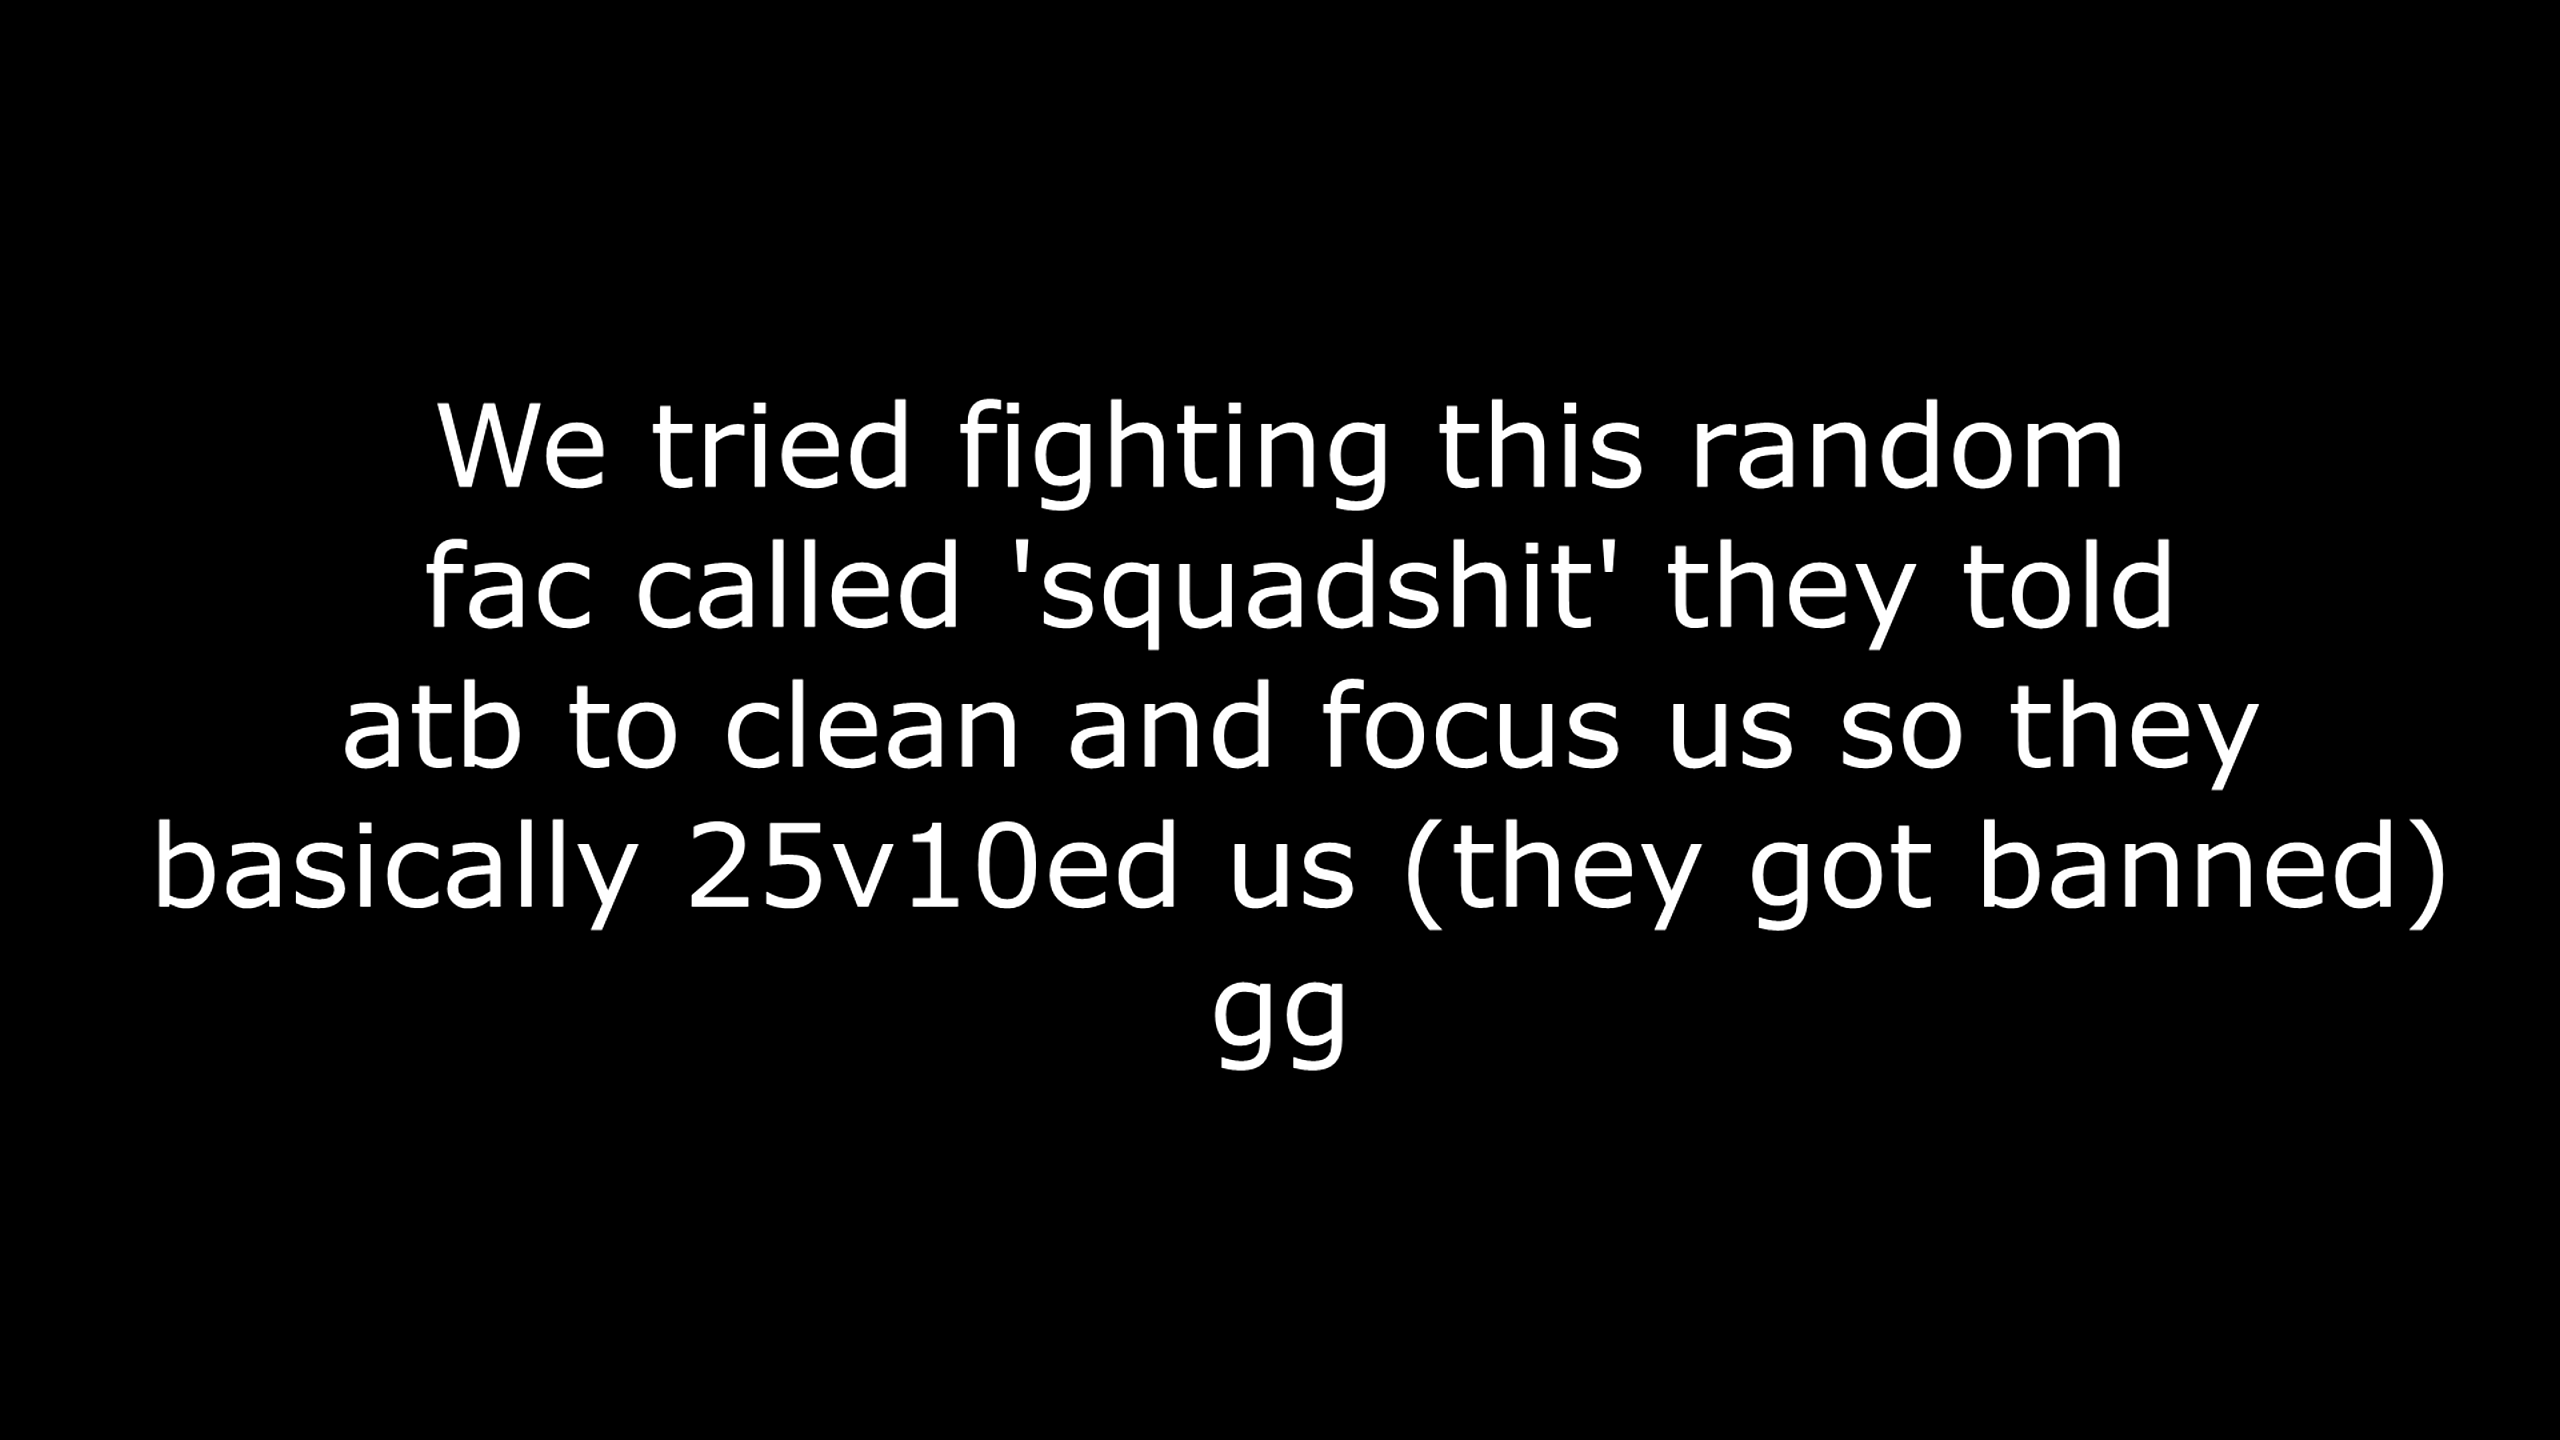 We tried fighting this random
fac called 'squadshit' they told
atb to clean and focus us so they
basically 25v10ed us (they got banned)
gg